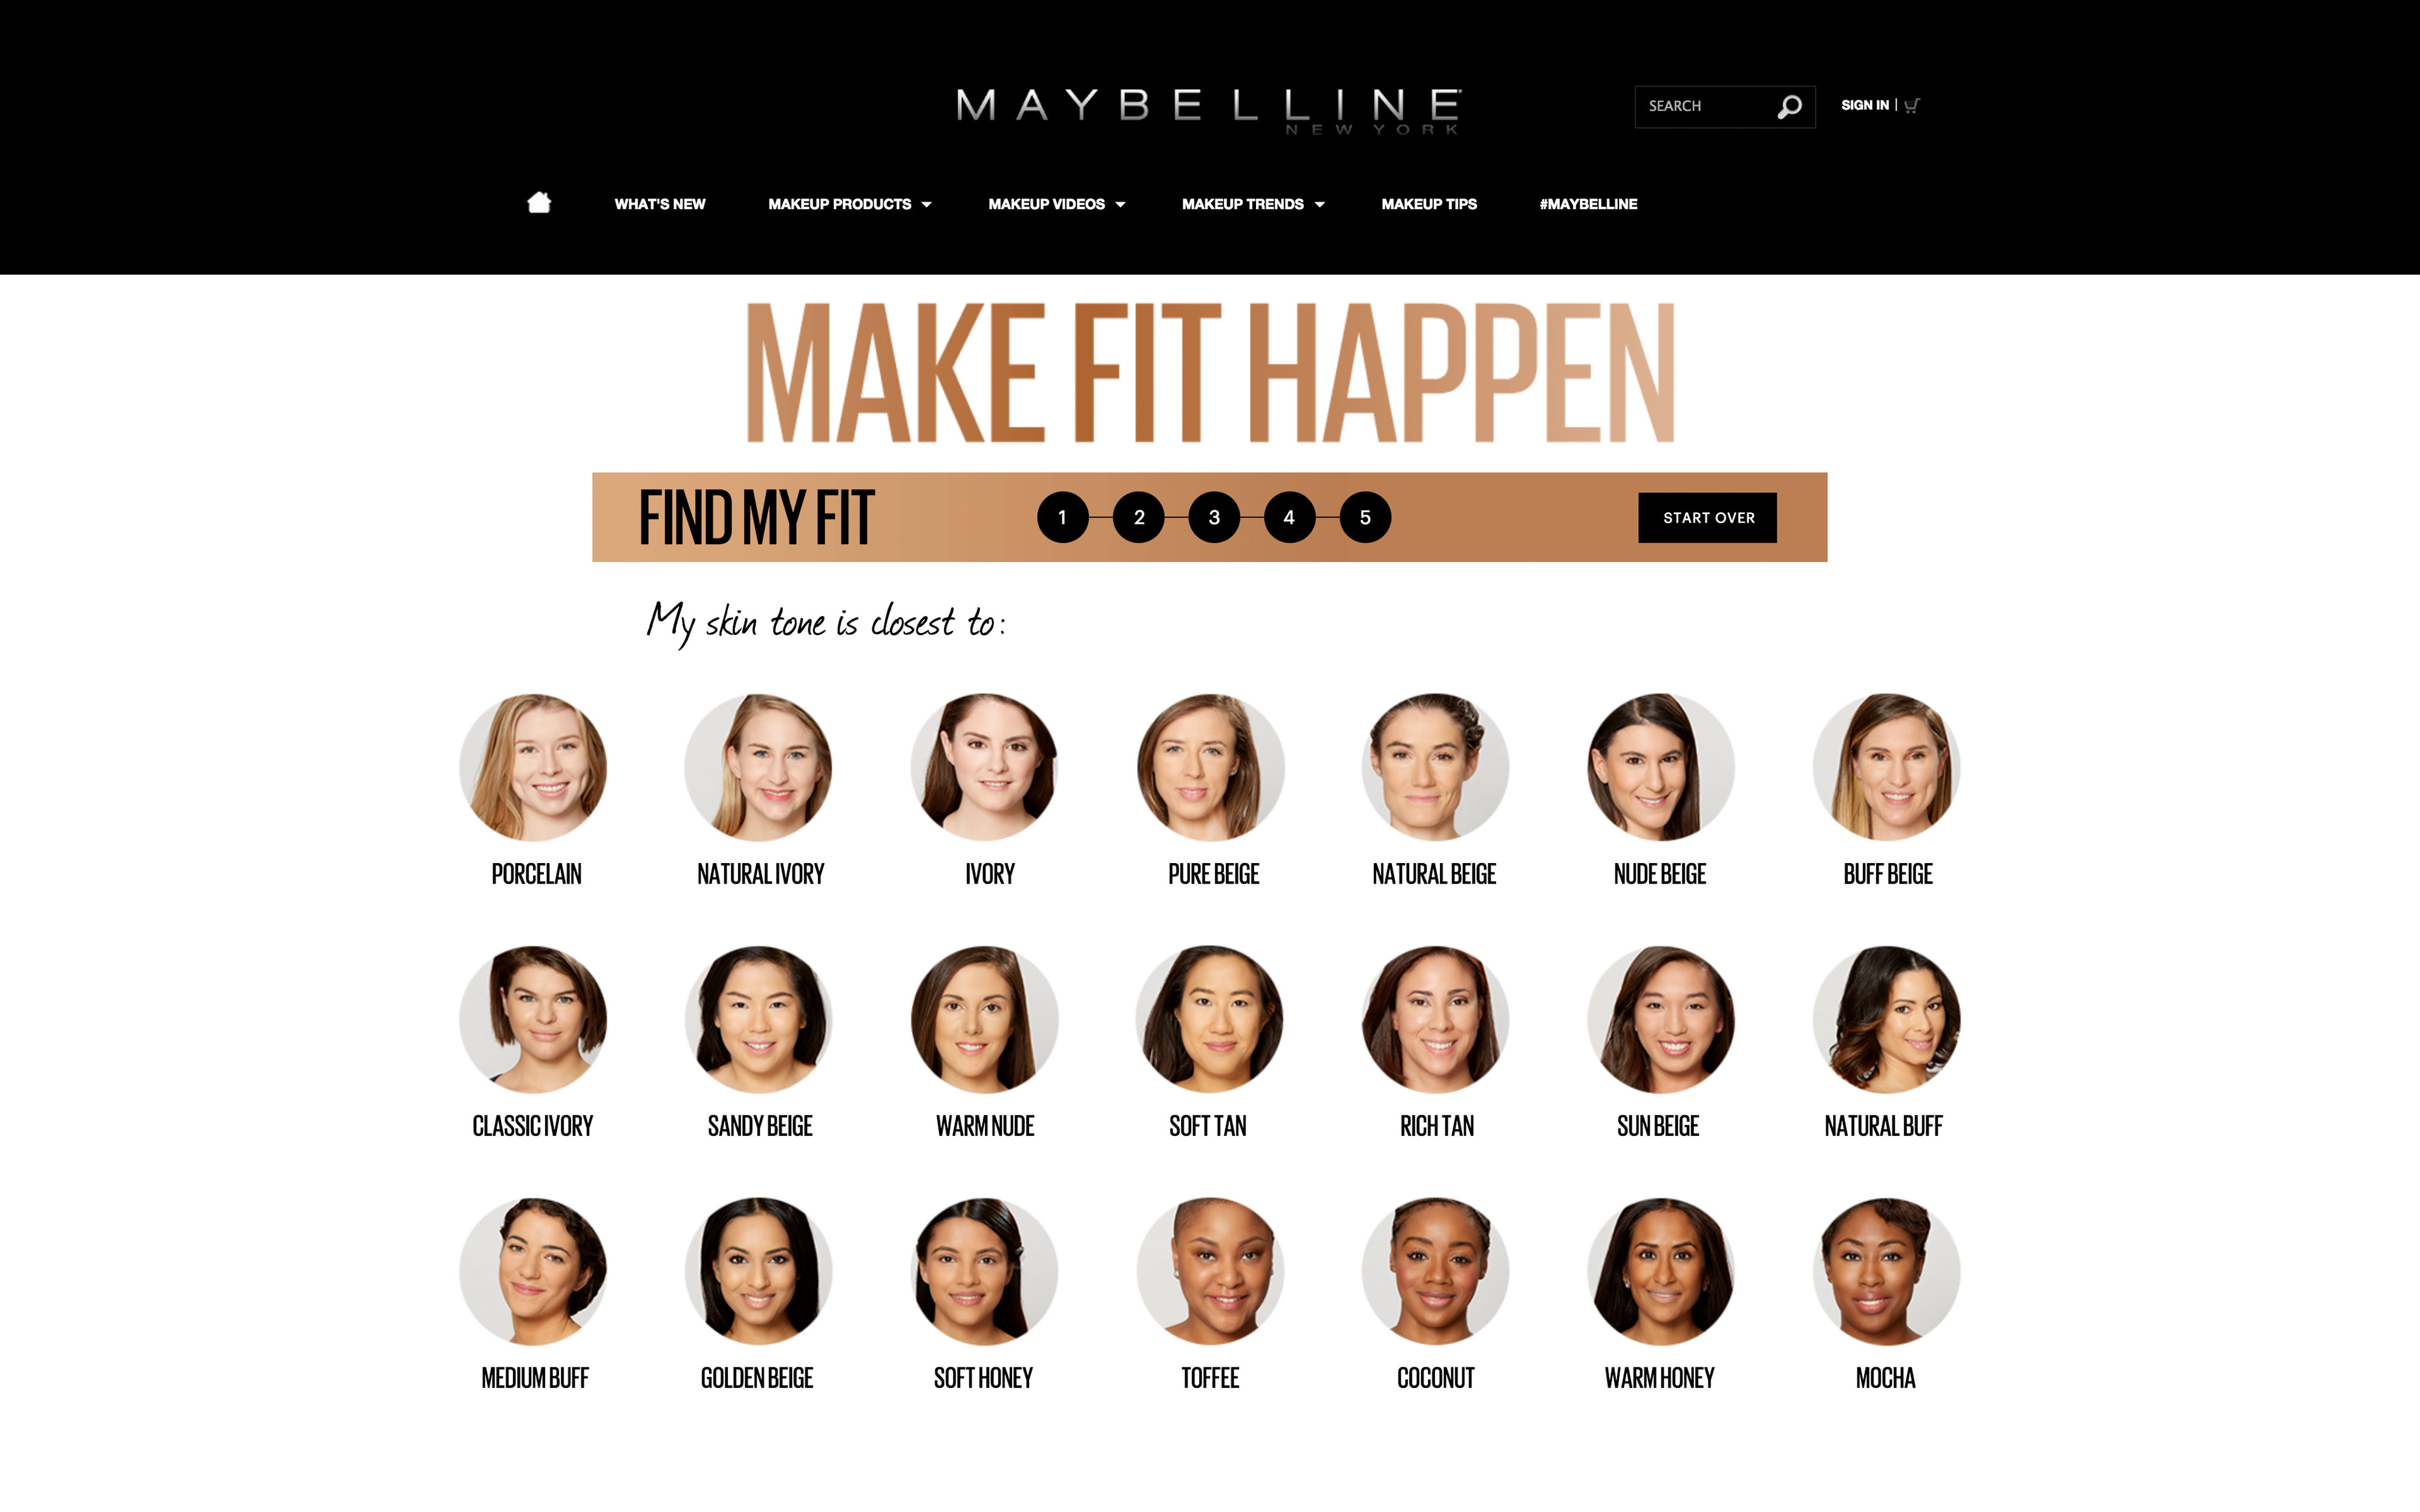 MAYBELLINE
NEW YORK
SEARCH
SIGN IN |
WHAT'S NEW MAKEUP PRODUCTS MAKEUP VIDEOS MAKEUP TRENDS MAKEUP TIPS #MAYBELLINE
MAKE FIT HAPPEN
FIND MY FIT 1 2 3 4 5 START OVER
My skin tone is closest to:
PORCELAIN NATURAL IVORY IVORY PURE BEIGE NATURAL BEIGE NUDE BEIGE BUFF BEIGE
CLASSIC IVORY SANDY BEIGE WARM NUDE SOFT TAN RICH TAN SUN BEIGE NATURAL BUFF
MEDIUM BUFF GOLDEN BEIGE SOFT HONEY TOFFEE COCONUT WARM HONEY MOCHA